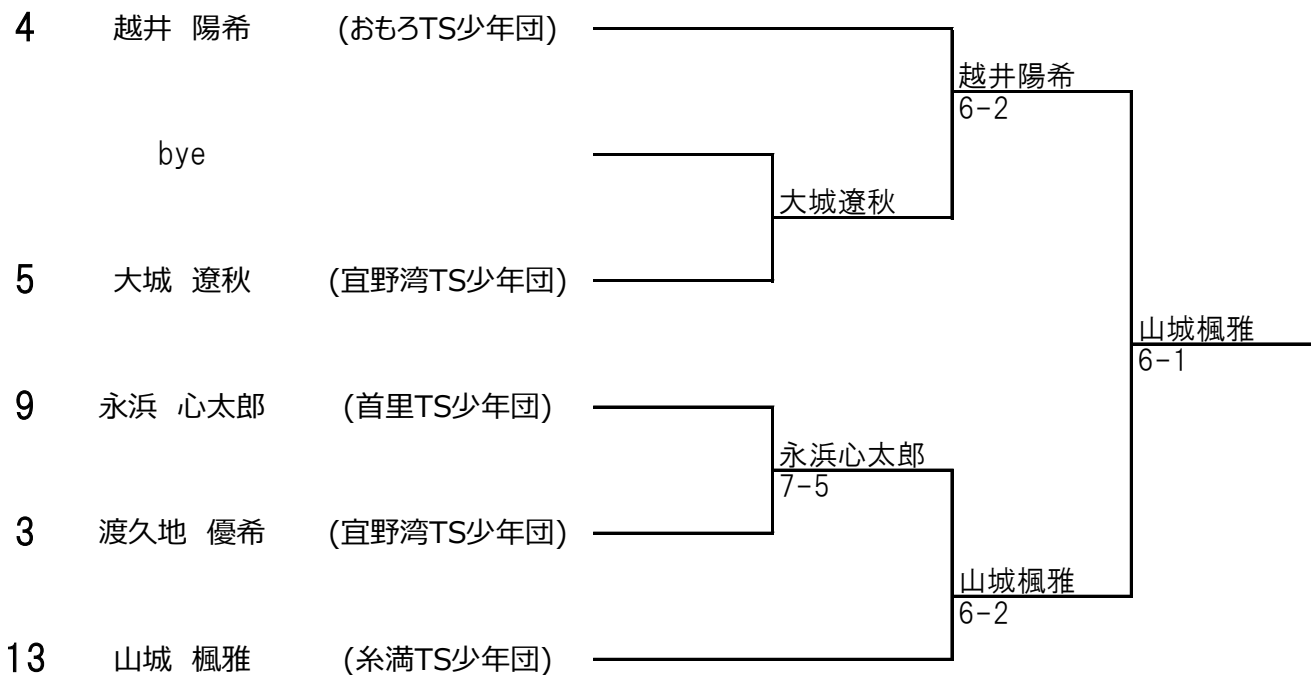 4 越井 陽希 (おもろTS少年団)
越井陽希
6-2
bye
大城遼秋
5 大城 遼秋 (宜野湾TS少年団)
山城楓雅
6-1
9 永浜 心太郎 (首里TS少年団)
永浜心太郎
7-5
3 渡久地 優希 (宜野湾TS少年団)
山城楓雅
6-2
13 山城 楓雅 (糸満TS少年団)